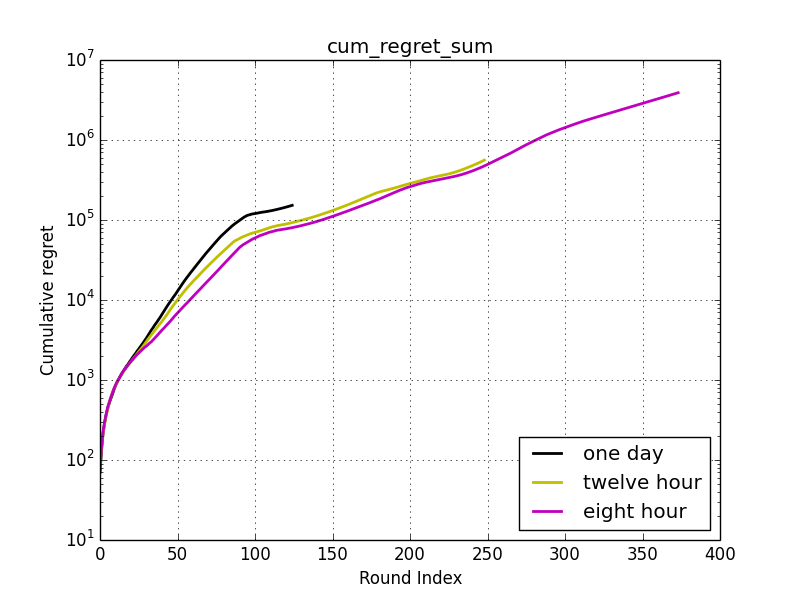 cum_regret_sum
Cumulative regret
10^7
10^6
10^5
10^4
10^3
10^2
10^1
0 50 100 150 200 250 300 350 400
Round Index
one day
twelve hour
eight hour